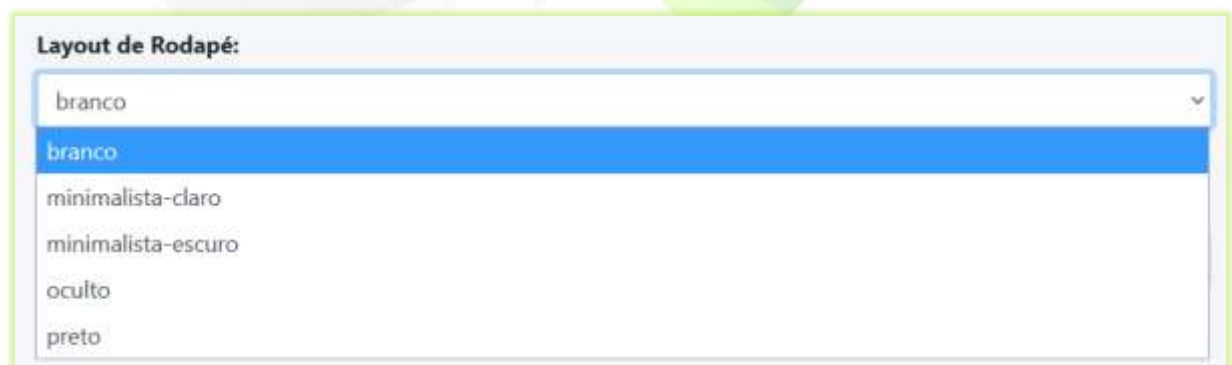 Layout de Rodapé:
branco
branco
minimalista-claro
minimalista-escuro
oculto
preto